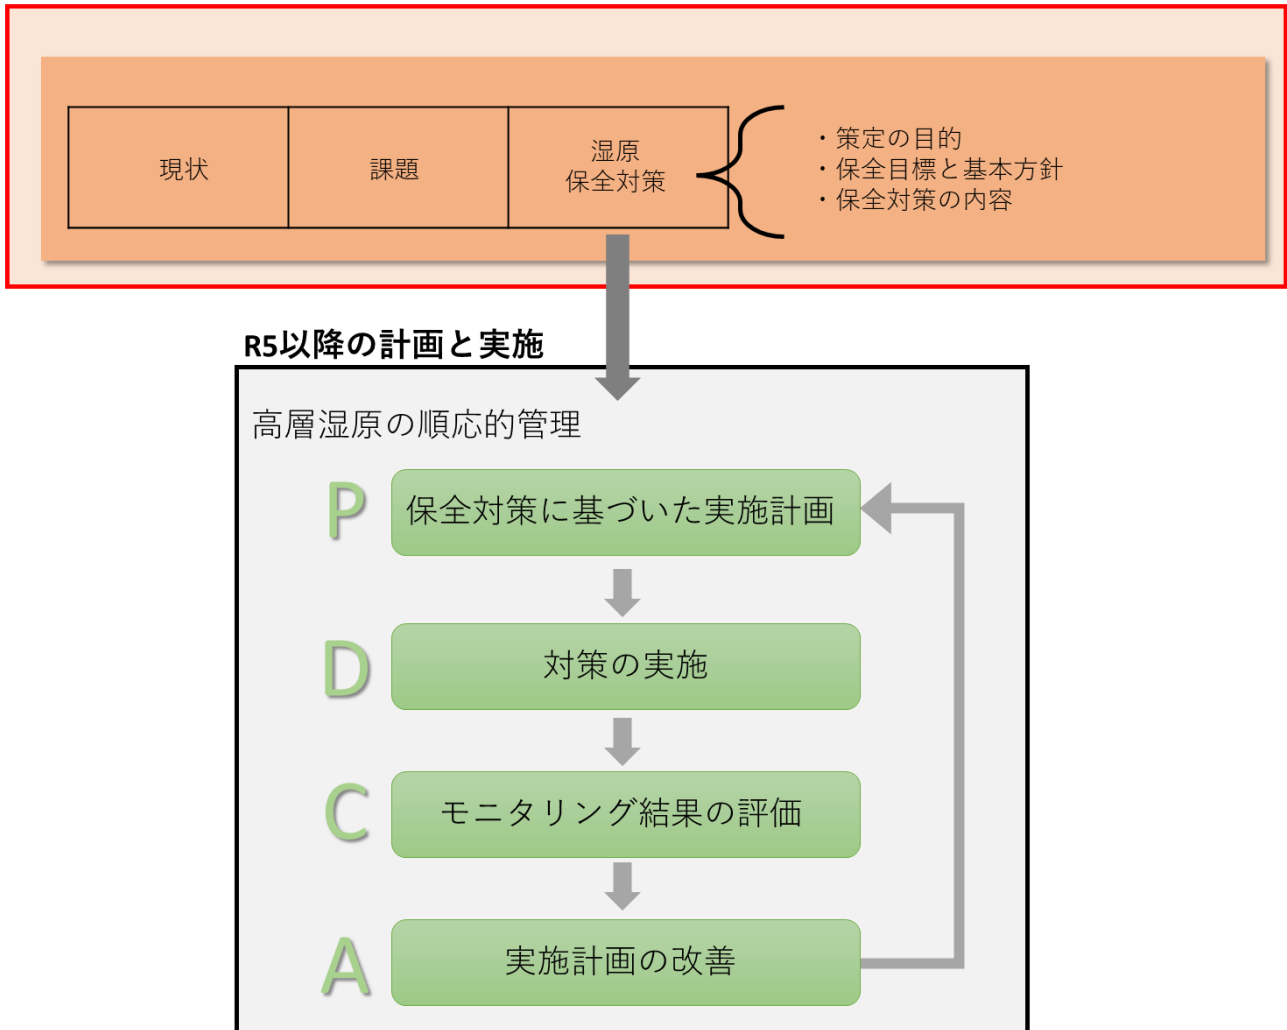 現状
課題
湿原
保全対策
・策定の目的
・保全目標と基本方針
・保全対策の内容
R5以降の計画と実施
高層湿原の順応的管理
P
保全対策に基づいた実施計画
D
対策の実施
C
モニタリング結果の評価
A
実施計画の改善